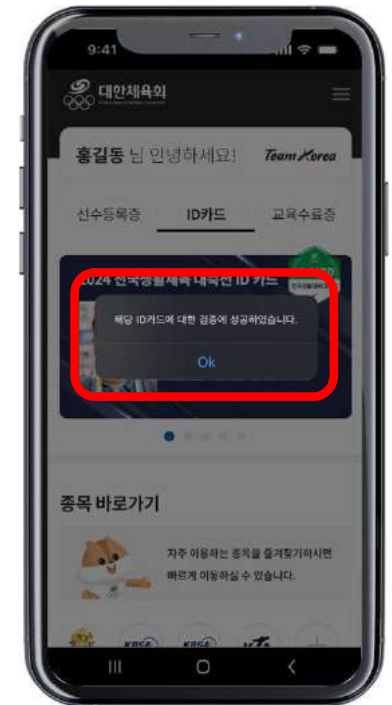 9:41
대한체육회
홍길동 님 안녕하세요!
Team Korea
선수등록증
ID카드
교육수료증
2024 전국생활체육 대축전 ID 카드
해당 ID카드에 대한 검증에 성공하였습니다.
Ok
종목 바로가기
자주 이용하는 종목을 즐겨찾기하시면
빠르게 이동하실 수 있습니다.